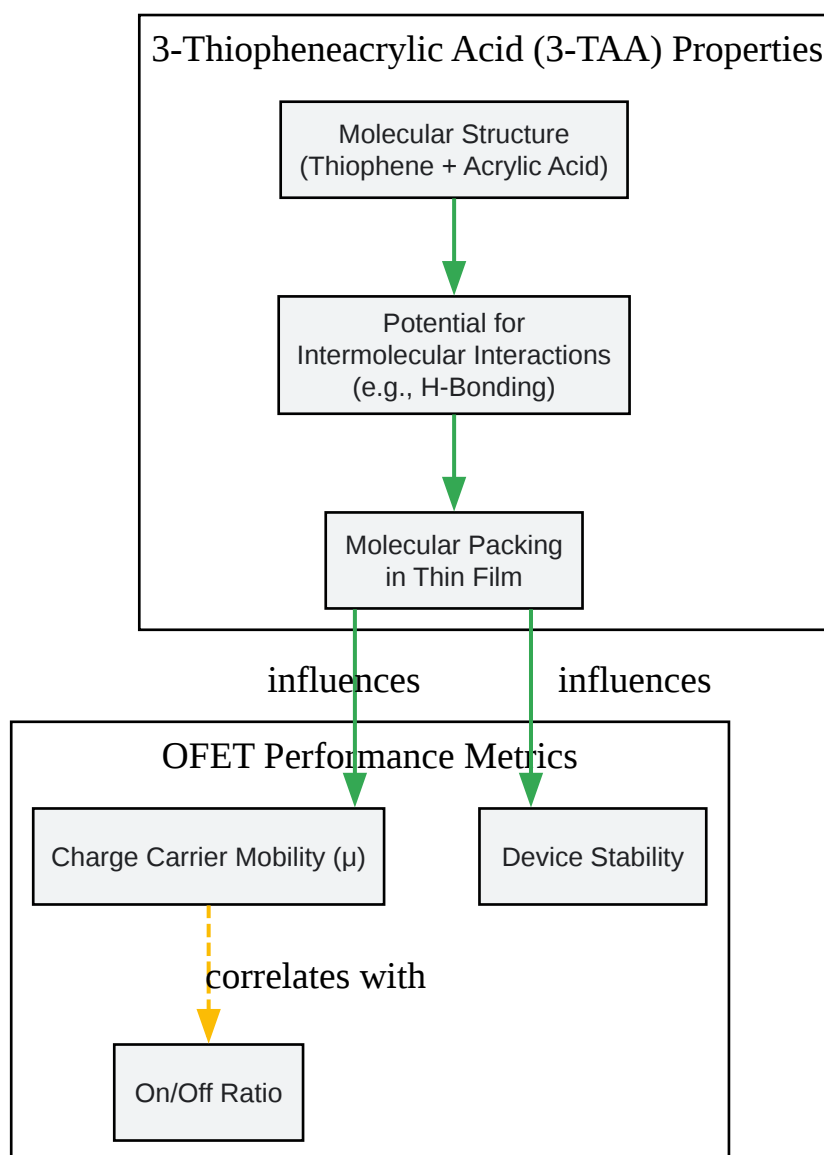 3-Thiopheneacrylic Acid (3-TAA) Properties
Molecular Structure
(Thiophene + Acrylic Acid)
Potential for
Intermolecular Interactions
(e.g., H-Bonding)
Molecular Packing
in Thin Film
influences
influences
OFET Performance Metrics
Charge Carrier Mobility (μ)
Device Stability
correlates with
On/Off Ratio